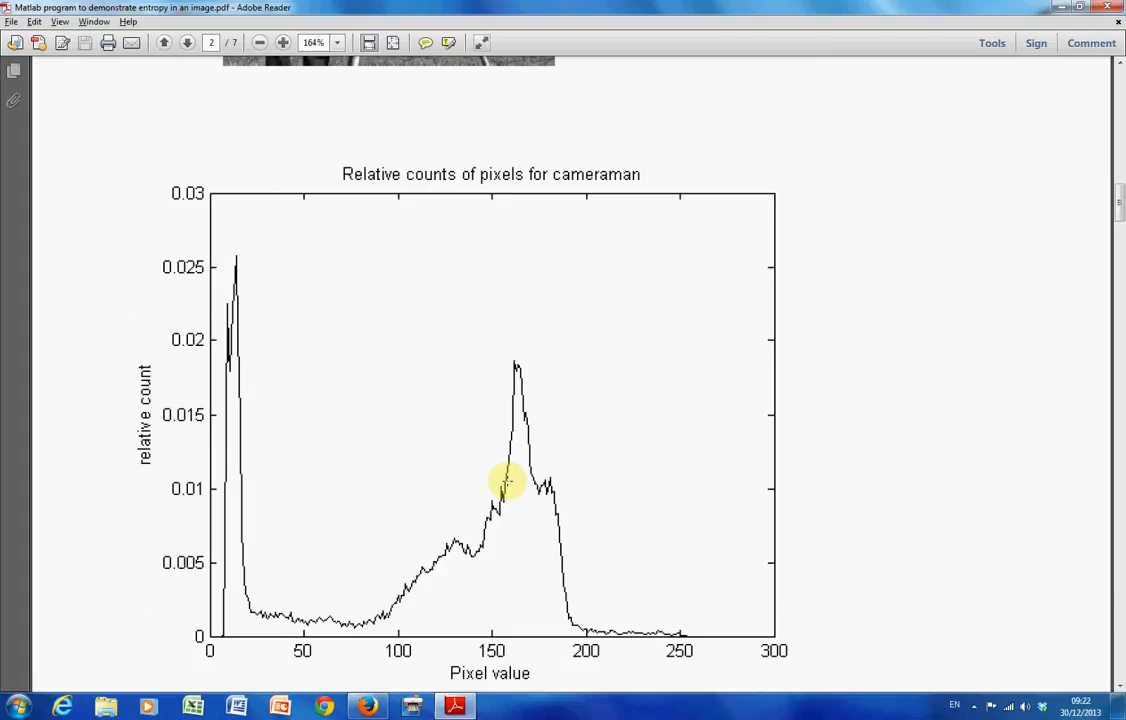 Matlab program to demonstrate entropy in an image.pdf - Adobe Reader
File Edit View Window Help
2 / 7 164% Tools Sign Comment
Relative counts of pixels for cameraman
0.03
0.025
0.02
0.015
0.01
0.005
0
relative count
0 50 100 150 200 250 300
Pixel value
EN 09:22
30/12/2013